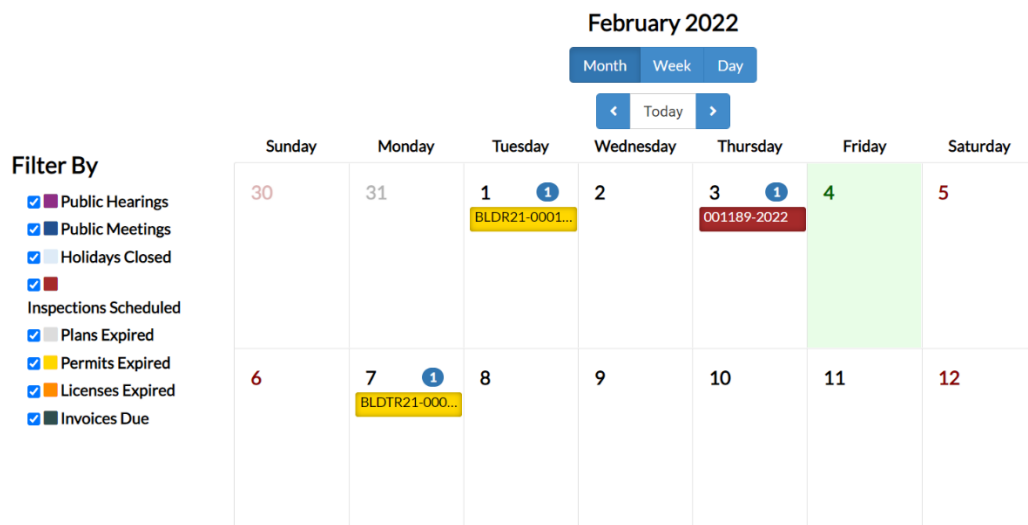 February 2022
Month Week Day
Today
Filter By
Public Hearings
Public Meetings
Holidays Closed
Inspections Scheduled
Plans Expired
Permits Expired
Licenses Expired
Invoices Due
Sunday Monday Tuesday Wednesday Thursday Friday Saturday
30 31 1 1 2 3 1 4 5
BLDR21-0001... 001189-2022
6 7 1 8 9 10 11 12
BLDTR21-000...